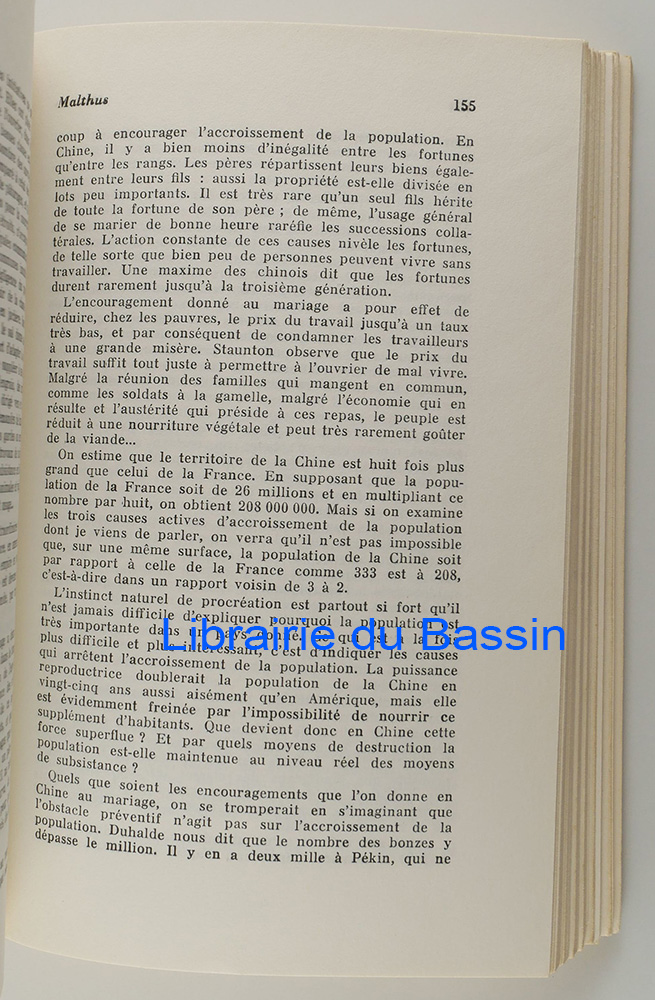 Malthus 155
coup à encourager l'accroissement de la population. En
Chine, il y a bien moins d'inégalité entre les fortunes
qu'entre les rangs. Les pères répartissent leurs biens égale-
ment entre leurs fils : aussi la propriété est-elle divisée en
lots peu importants. Il est très rare qu'un seul fils hérite
de toute la fortune de son père ; de même, l'usage général
de se marier de bonne heure raréfie les successions colla-
térales. L'action constante de ces causes nivèle les fortunes,
de telle sorte que bien peu de personnes peuvent vivre sans
travailler. Une maxime des chinois dit que les fortunes
durent rarement jusqu'à la troisième génération.
L'encouragement donné au mariage a pour effet de
réduire, chez les pauvres, le prix du travail jusqu'à un taux
très bas, et par conséquent de condamner les travailleurs
à une grande misère. Staunton observe que le prix du
travail suffit tout juste à permettre à l'ouvrier de mal vivre.
Malgré la réunion des familles qui mangent en commun,
comme les soldats à la gamelle, malgré l'économie qui en
résulte et l'austérité qui préside à ces repas, le peuple est
réduit à une nourriture végétale et peut très rarement goûter
de la viande...
On estime que le territoire de la Chine est huit fois plus
grand que celui de la France. En supposant que la popu-
lation de la France soit de 26 millions et en multipliant ce
nombre par huit, on obtient 208 000 000. Mais si on examine
les trois causes actives d'accroissement de la population
dont je viens de parler, on verra qu'il n'est pas impossible
que, sur une même surface, la population de la Chine soit
par rapport à celle de la France comme 333 est à 208,
c'est-à-dire dans un rapport voisin de 3 à 2.
L'instinct naturel de procréation est partout si fort qu'il
n'est jamais difficile d'expliquer pourquoi la population est
très importante dans un pays donné. Ce qui est à la fois
plus difficile et plus intéressant, c'est d'indiquer les causes
qui arrêtent l'accroissement de la population. La puissance
reproductrice doublerait la population de la Chine en
vingt-cinq ans aussi aisément qu'en Amérique, mais elle
est évidemment freinée par l'impossibilité de nourrir ce
supplément d'habitants. Que devient donc en Chine cette
force superflue ? Et par quels moyens de destruction la
population est-elle maintenue au niveau réel des moyens
de subsistance ?
Quels que soient les encouragements que l'on donne en
Chine au mariage, on se tromperait en s'imaginant que
l'obstacle préventif n'agit pas sur l'accroissement de la
population. Duhalde nous dit que le nombre des bonzes y
dépasse le million. Il y en a deux mille à Pékin, qui ne
Librairie du Bassin